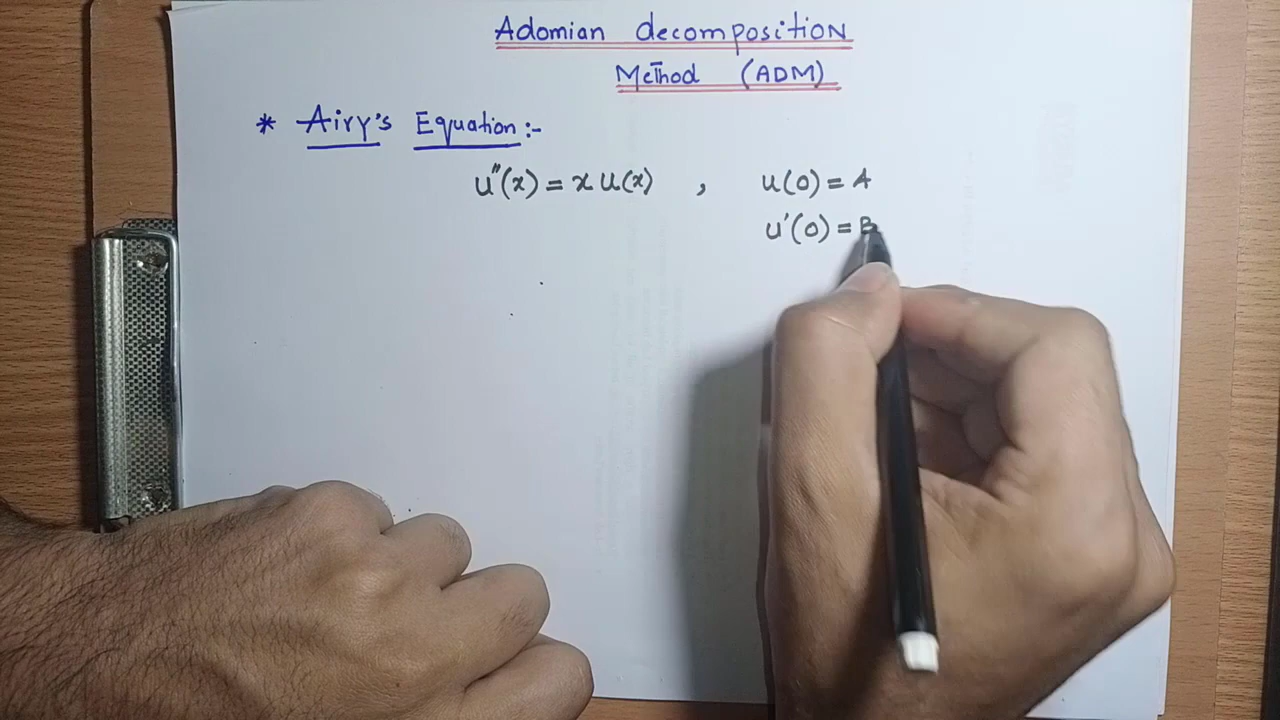 Adomian decomposition
Method (ADM)
* Airy's Equation:-
u''(x) = x u(x) , u(0) = A
u'(0) = B